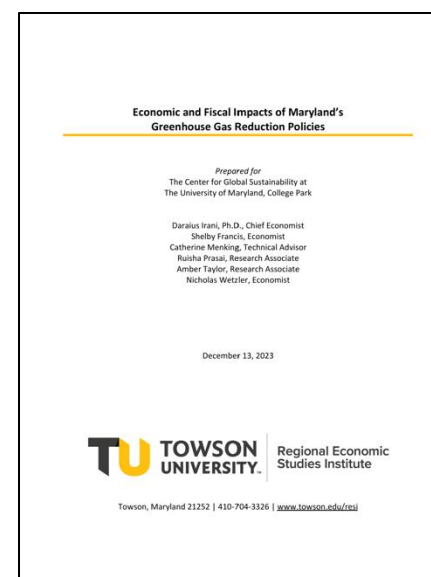 Economic and Fiscal Impacts of Maryland's
Greenhouse Gas Reduction Policies
Prepared for
The Center for Global Sustainability at
The University of Maryland, College Park
Daraius Irani, Ph.D., Chief Economist
Shelby Francis, Economist
Catherine Menking, Technical Advisor
Ruisha Prasai, Research Associate
Amber Taylor, Research Associate
Nicholas Wetzler, Economist
December 13, 2023
TU TOWSON UNIVERSITY.
Regional Economic
Studies Institute
Towson, Maryland 21252 | 410-704-3326 | www.towson.edu/resi